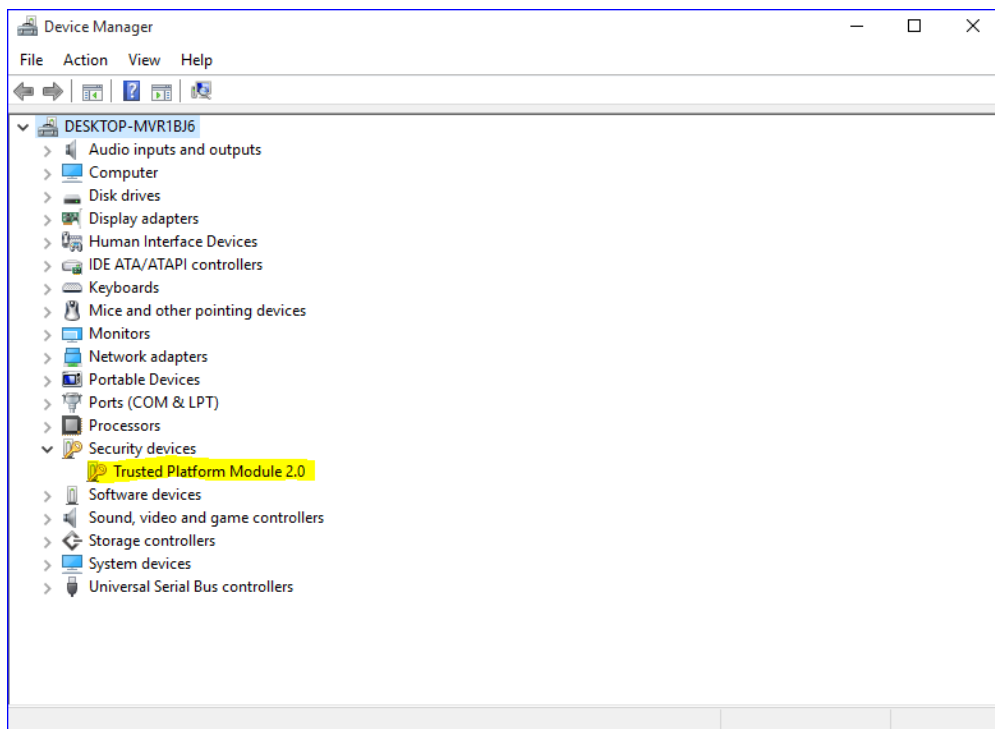 Device Manager
File Action View Help
DESKTOP-MVR1BJ6
Audio inputs and outputs
Computer
Disk drives
Display adapters
Human Interface Devices
IDE ATA/ATAPI controllers
Keyboards
Mice and other pointing devices
Monitors
Network adapters
Portable Devices
Ports (COM & LPT)
Processors
Security devices
Trusted Platform Module 2.0
Software devices
Sound, video and game controllers
Storage controllers
System devices
Universal Serial Bus controllers